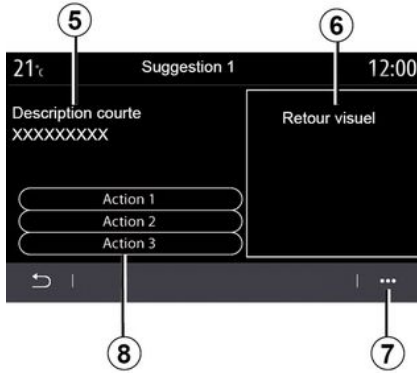 5
6
21°c
Suggestion 1
12:00
Description courte
XXXXXXXXX
Retour visuel
Action 1
Action 2
Action 3
8
7